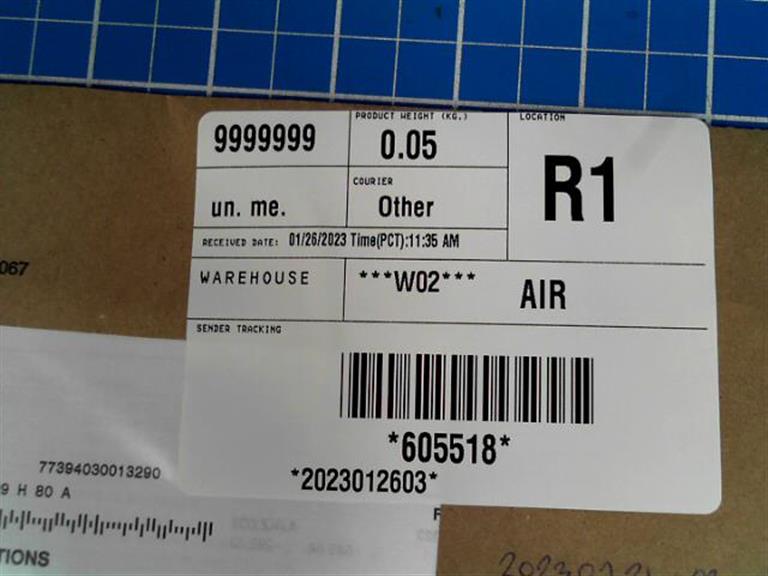 PRODUCT WEIGHT (KG.)
LOCATION
9999999
0.05
R1
COURIER
un. me.
Other
RECEIVED DATE: 01/26/2023 Time(PCT):11:35 AM
067
WAREHOUSE
***W02***
AIR
SENDER TRACKING
*605518*
*2023012603*
77394030013290
9 H 80 A
F
TIONS